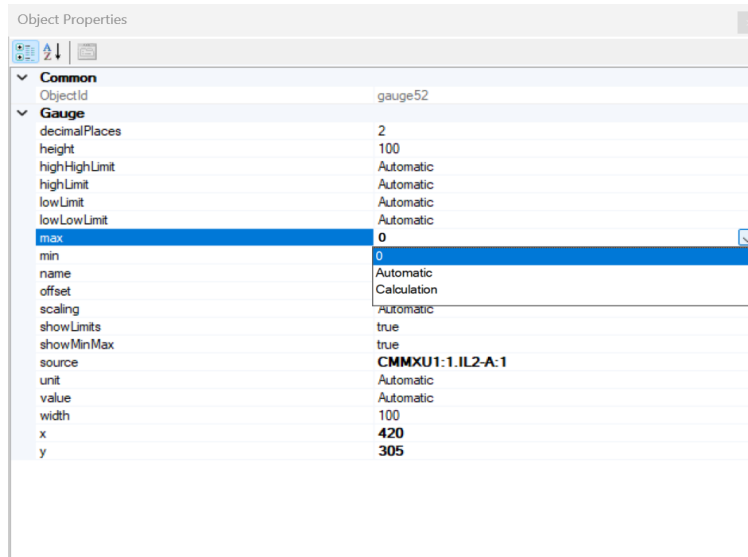 Object Properties
Common
ObjectId gauge52
Gauge
decimalPlaces 2
height 100
highHighLimit Automatic
highLimit Automatic
lowLimit Automatic
lowLowLimit Automatic
max 0
min 0
name Automatic
offset Calculation
scaling Automatic
showLimits true
showMinMax true
source CMMXU1:1.IL2-A:1
unit Automatic
value Automatic
width 100
x 420
y 305